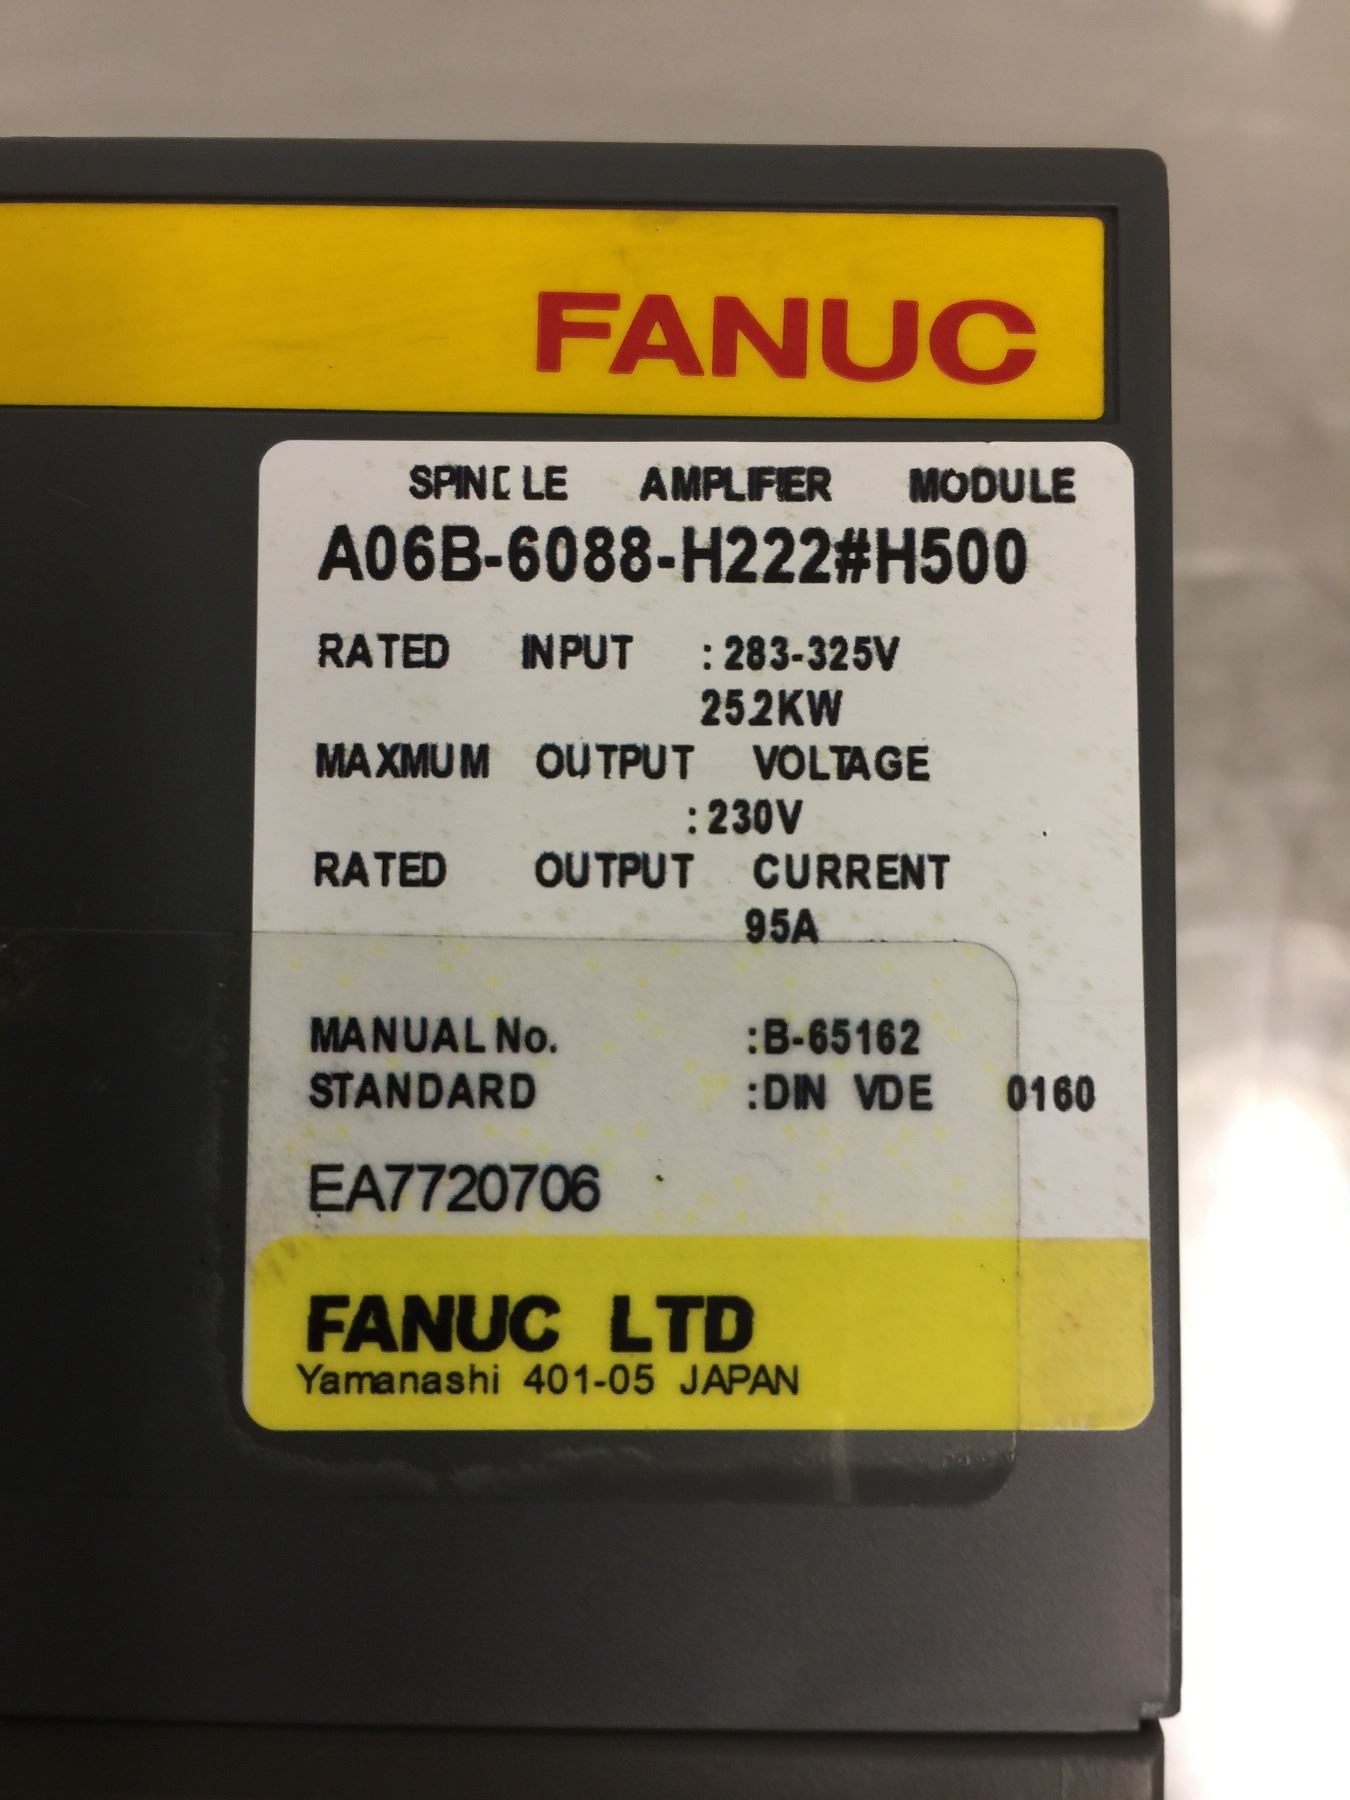 FANUC
SPINDLE AMPLIFIER MODULE
A06B-6088-H222#H500
RATED INPUT : 283-325V
25.2KW
MAXMUM OUTPUT VOLTAGE
: 230V
RATED OUTPUT CURRENT
95A
MANUAL No. :B-65162
STANDARD :DIN VDE 0160
EA7720706
FANUC LTD
Yamanashi 401-05 JAPAN